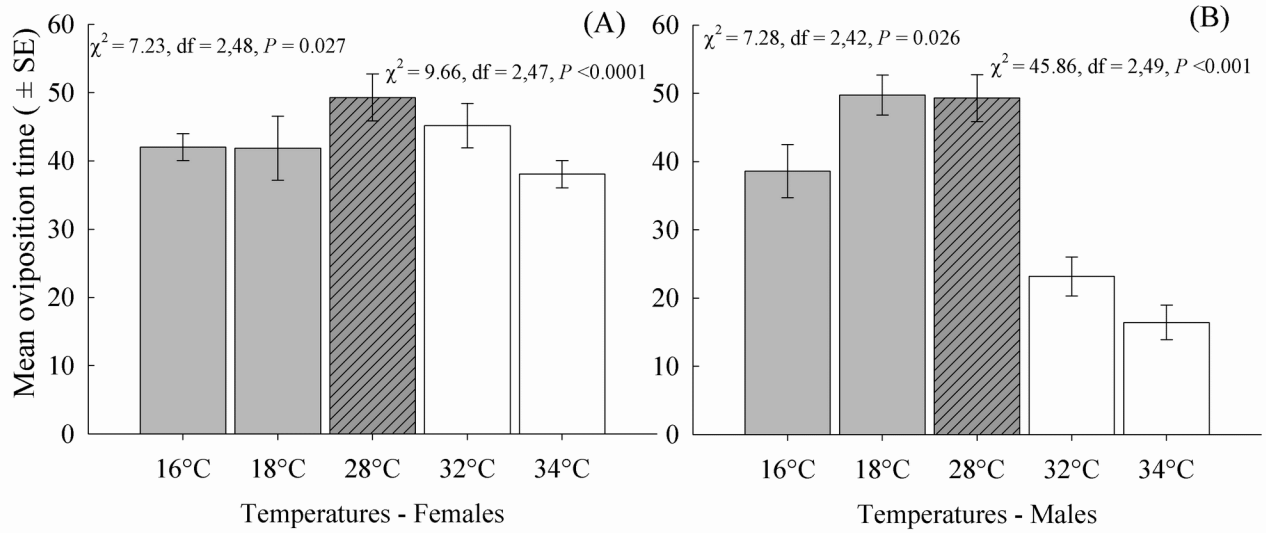 Mean oviposition time ( ± SE)
60
50
40
30
20
10
0
(A)
χ² = 7.23, df = 2,48, P = 0.027
χ² = 9.66, df = 2,47, P <0.0001
16°C 18°C 28°C 32°C 34°C
Temperatures - Females
60
50
40
30
20
10
0
(B)
χ² = 7.28, df = 2,42, P = 0.026
χ² = 45.86, df = 2,49, P <0.001
16°C 18°C 28°C 32°C 34°C
Temperatures - Males